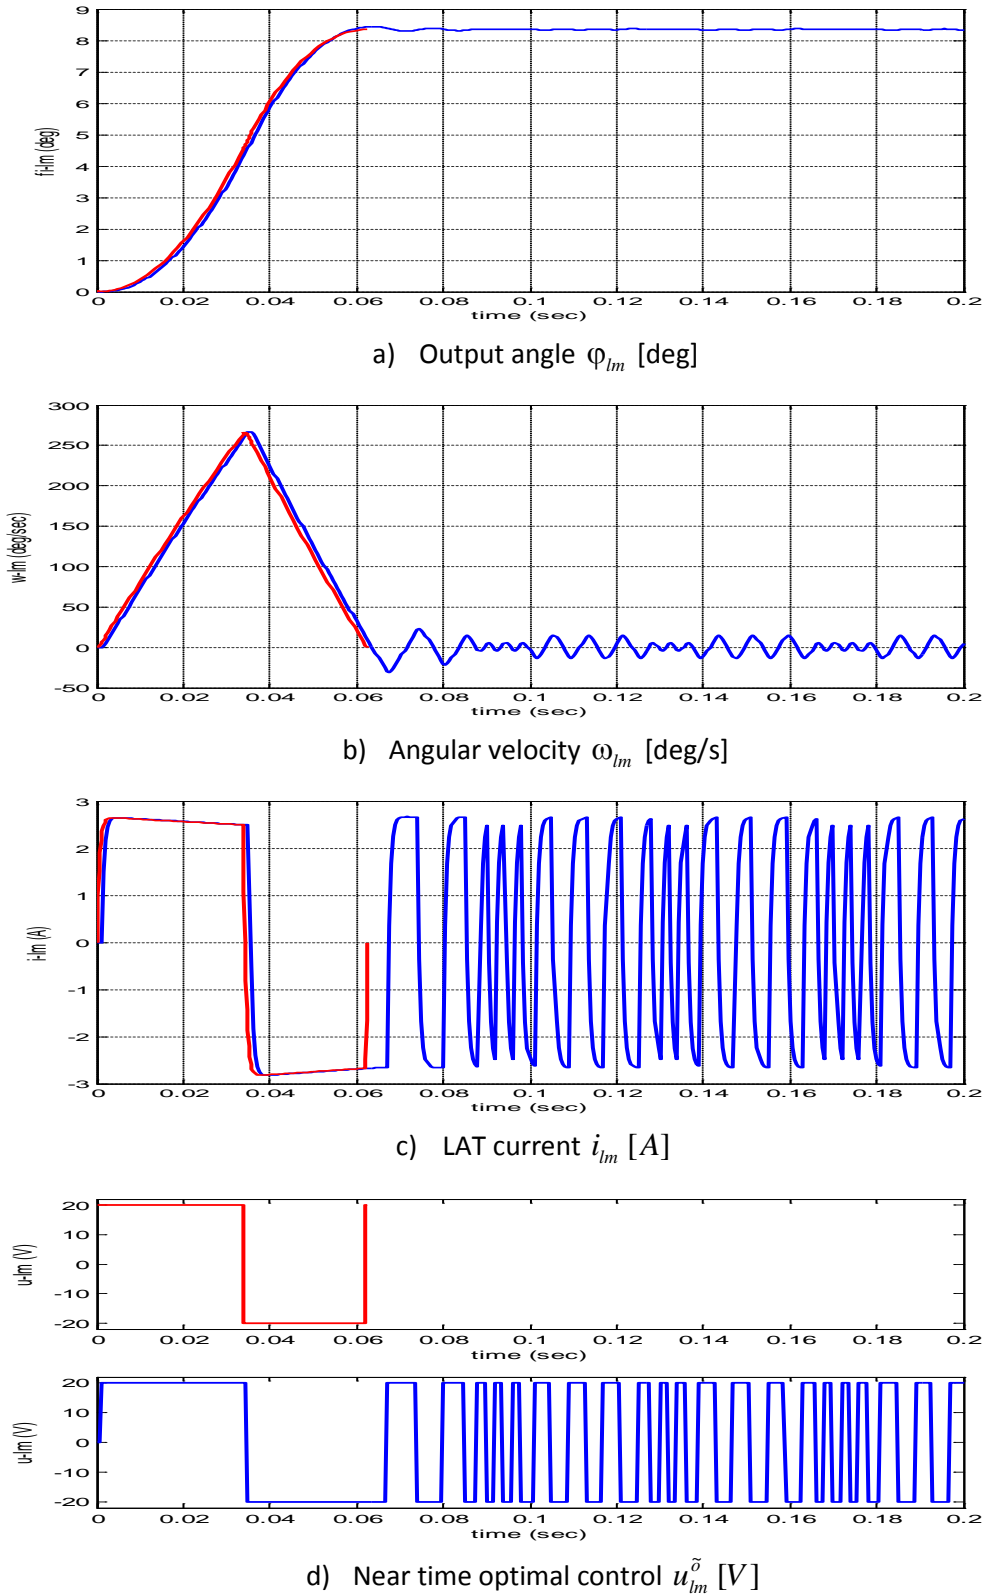 9
8
7
6
5
4
3
2
1
0
fi-lm (deg)
0 0.02 0.04 0.06 0.08 0.1 0.12 0.14 0.16 0.18 0.2
time (sec)
a) Output angle φ_lm [deg]
300
250
200
150
100
50
0
-50
w-lm (deg/sec)
0 0.02 0.04 0.06 0.08 0.1 0.12 0.14 0.16 0.18 0.2
time (sec)
b) Angular velocity ω_lm [deg/s]
3
2
1
0
-1
-2
-3
i-lm (A)
0 0.02 0.04 0.06 0.08 0.1 0.12 0.14 0.16 0.18 0.2
time (sec)
c) LAT current i_lm [A]
20
10
0
-10
-20
u-lm (V)
0 0.02 0.04 0.06 0.08 0.1 0.12 0.14 0.16 0.18 0.2
time (sec)
20
10
0
-10
-20
u-lm (V)
0 0.02 0.04 0.06 0.08 0.1 0.12 0.14 0.16 0.18 0.2
time (sec)
d) Near time optimal control u_lm^õ [V]